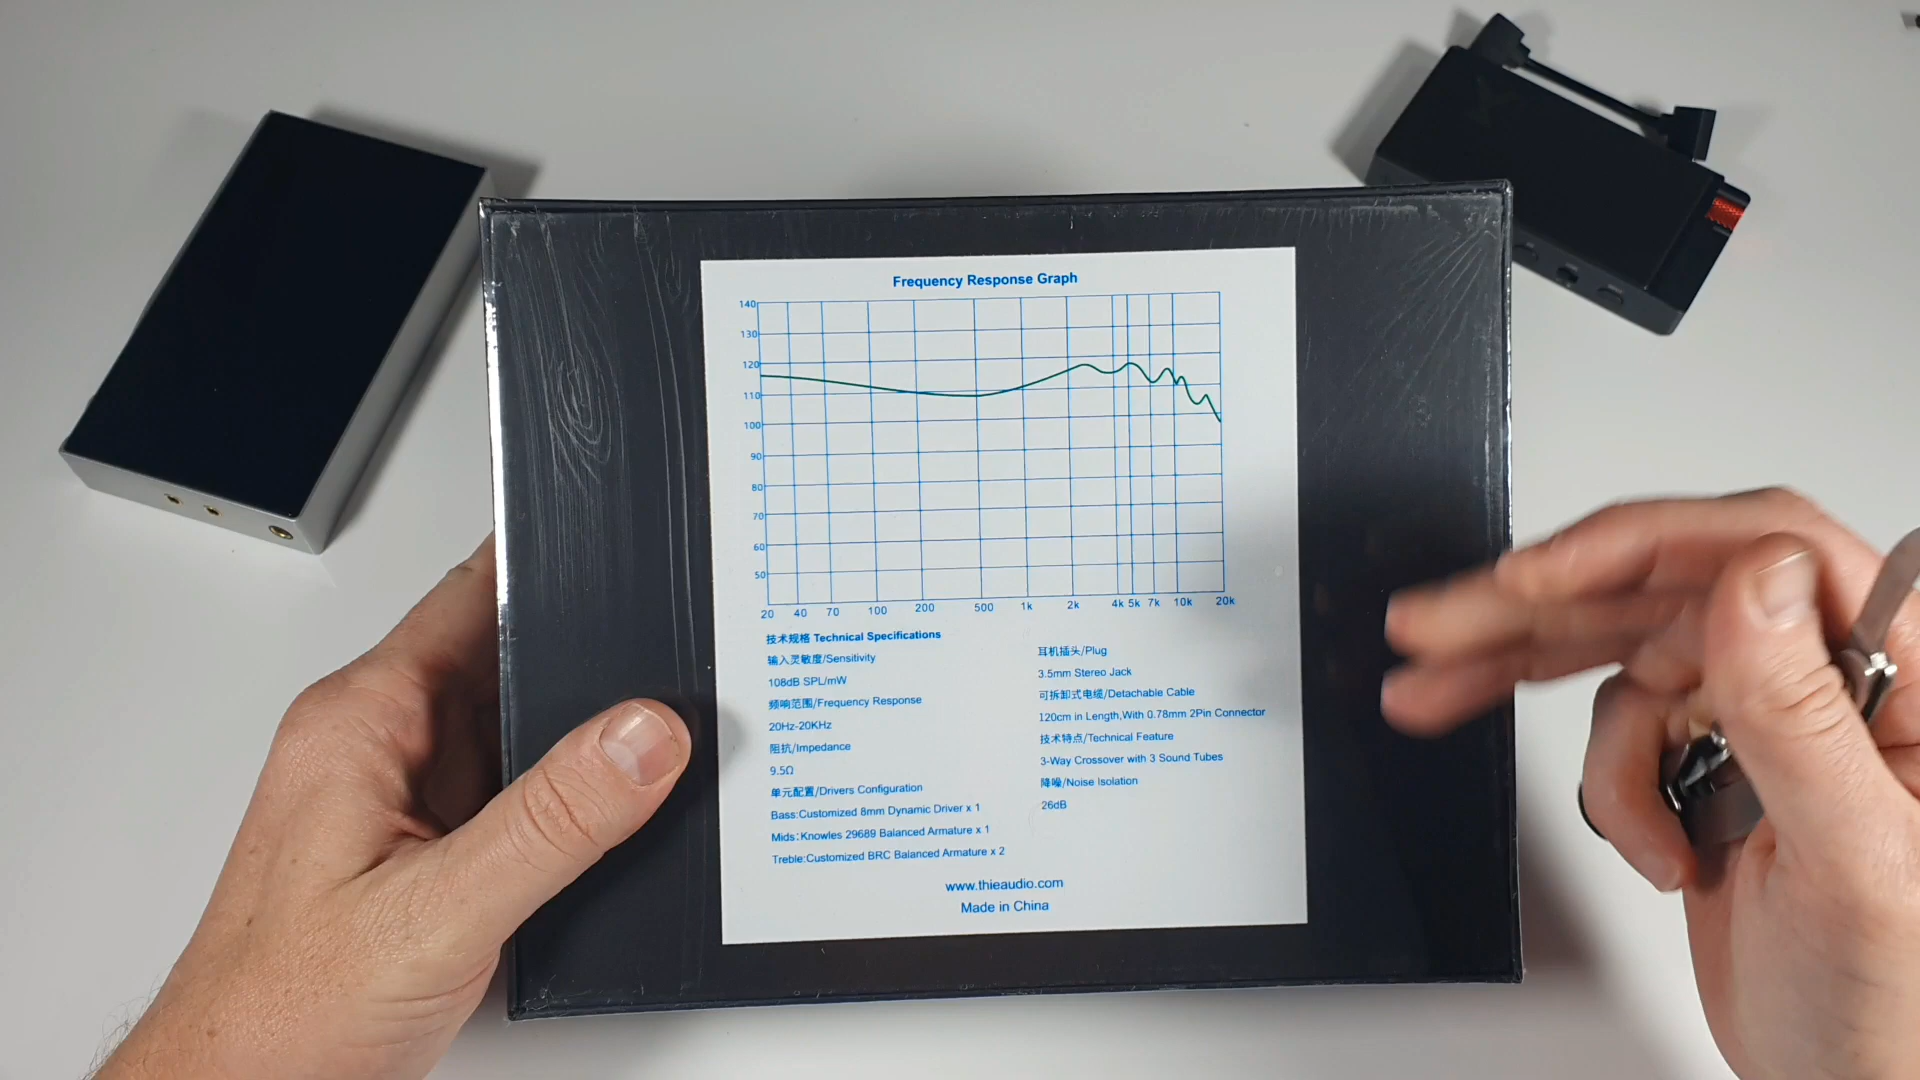 Frequency Response Graph
140
130
120
110
100
90
80
70
60
50
20 40 70 100 200 500 1k 2k 4k 5k 7k 10k 20k
技术规格 Technical Specifications
输入灵敏度/Sensitivity
108dB SPL/mW
频响范围/Frequency Response
20Hz-20KHz
阻抗/Impedance
9.5Ω
单元配置/Drivers Configuration
Bass:Customized 8mm Dynamic Driver x 1
Mids:Knowles 29689 Balanced Armature x 1
Treble:Customized BRC Balanced Armature x 2
耳机插头/Plug
3.5mm Stereo Jack
可拆卸式电缆/Detachable Cable
120cm in Length,With 0.78mm 2Pin Connector
技术特点/Technical Feature
3-Way Crossover with 3 Sound Tubes
降噪/Noise Isolation
26dB
www.thieaudio.com
Made in China